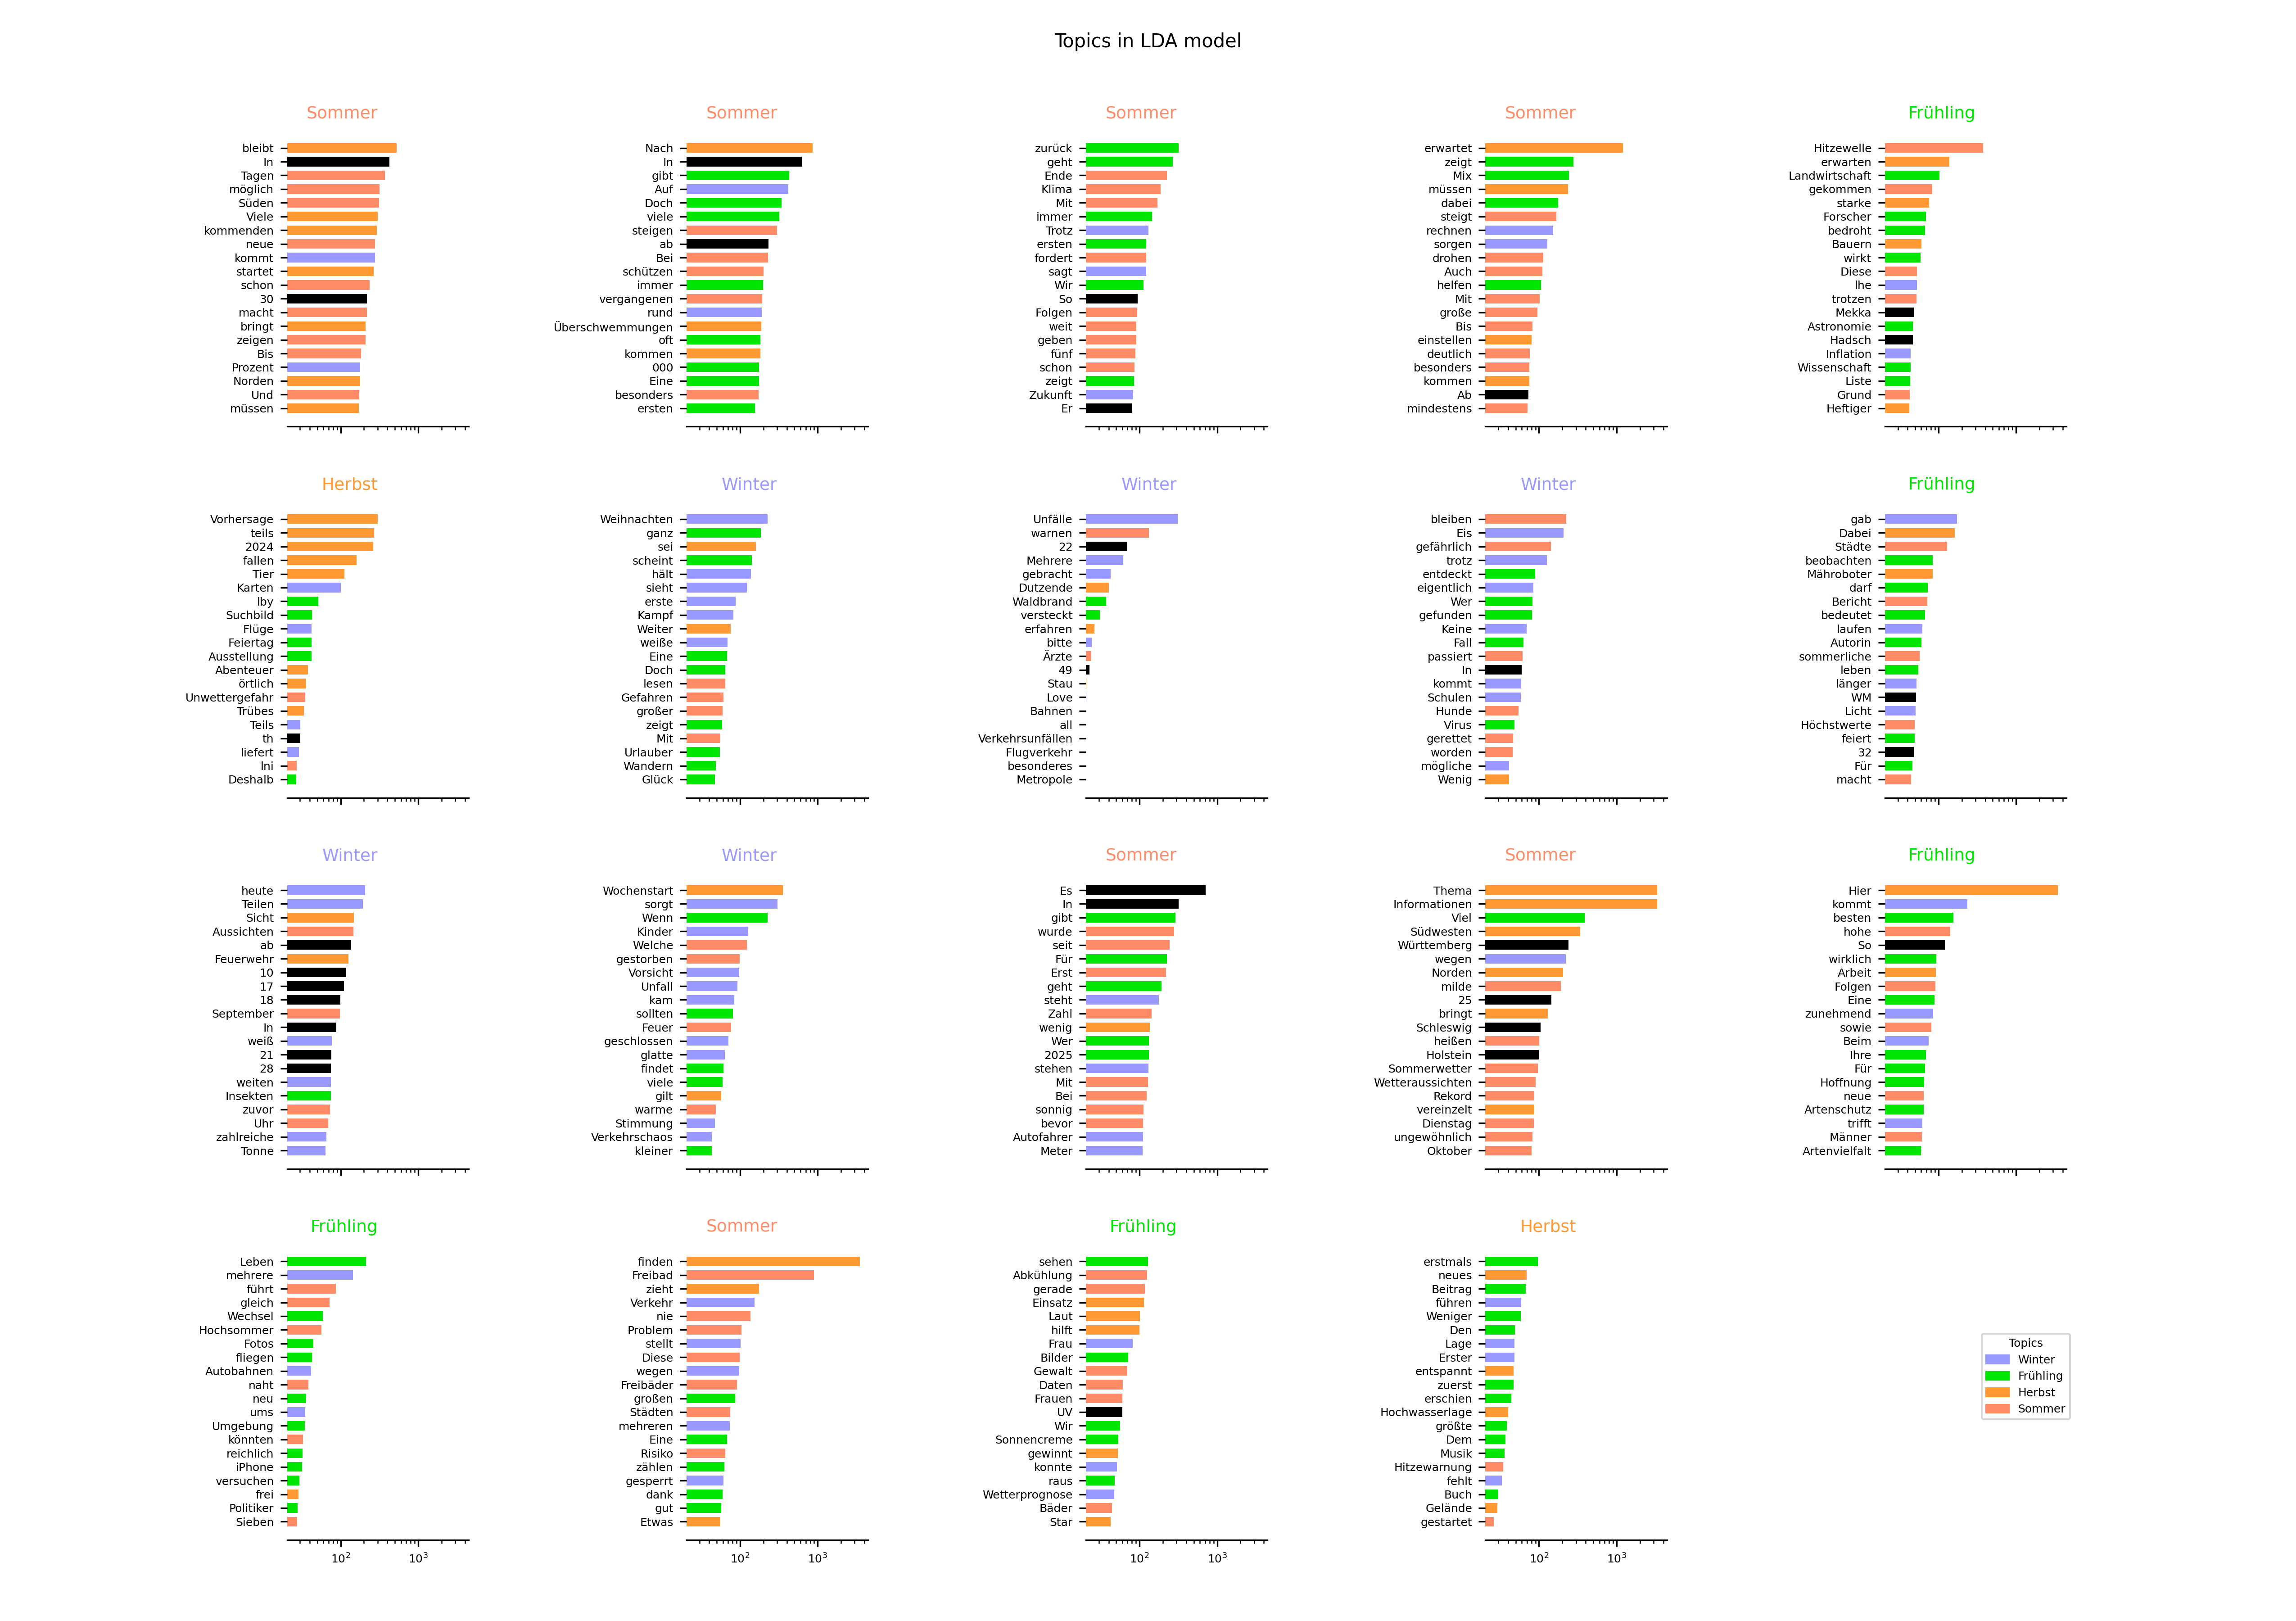 Topics in LDA model
Sommer
bleibt
In
Tagen
möglich
Süden
Viele
kommenden
neue
kommt
startet
schon
30
macht
bringt
zeigen
Bis
Prozent
Norden
Und
müssen
Sommer
Nach
In
gibt
Auf
Doch
viele
steigen
ab
Bei
schützen
immer
vergangenen
rund
Überschwemmungen
oft
kommen
000
Eine
besonders
ersten
Sommer
zurück
geht
Ende
Klima
Mit
immer
Trotz
ersten
fordert
sagt
Wir
So
Folgen
weit
geben
fünf
schon
zeigt
Zukunft
Er
Sommer
erwartet
zeigt
Mix
müssen
dabei
steigt
rechnen
sorgen
drohen
Auch
helfen
Mit
große
Bis
einstellen
deutlich
besonders
kommen
Ab
mindestens
Frühling
Hitzewelle
erwarten
Landwirtschaft
gekommen
starke
Forscher
bedroht
Bauern
wirkt
Diese
Ihe
trotzen
Mekka
Astronomie
Hadsch
Inflation
Wissenschaft
Liste
Grund
Heftiger
Herbst
Vorhersage
teils
2024
fallen
Tier
Karten
lby
Suchbild
Flüge
Feiertag
Ausstellung
Abenteuer
örtlich
Unwettergefahr
Trübes
Teils
th
liefert
lni
Deshalb
Winter
Weihnachten
ganz
sei
scheint
hält
sieht
erste
Kampf
Weiter
weiße
Eine
Doch
lesen
Gefahren
großer
zeigt
Mit
Urlauber
Wandern
Glück
Winter
Unfälle
warnen
22
Mehrere
gebracht
Dutzende
Waldbrand
versteckt
erfahren
bitte
Ärzte
49
Stau
Love
Bahnen
all
Verkehrsunfällen
Flugverkehr
besonderes
Metropole
Winter
bleiben
Eis
gefährlich
trotz
entdeckt
eigentlich
Wer
gefunden
Keine
Fall
passiert
In
kommt
Schulen
Hunde
Virus
gerettet
worden
mögliche
Wenig
Frühling
gab
Dabei
Städte
beobachten
Mähroboter
darf
Bericht
bedeutet
laufen
Autorin
sommerliche
leben
länger
WM
Licht
Höchstwerte
feiert
32
Für
macht
Winter
heute
Teilen
Sicht
Aussichten
ab
Feuerwehr
10
17
18
September
In
weiß
21
28
weiten
Insekten
zuvor
Uhr
zahlreiche
Tonne
Winter
Wochenstart
sorgt
Wenn
Kinder
Welche
gestorben
Vorsicht
Unfall
kam
sollten
Feuer
geschlossen
glatte
findet
viele
gilt
warme
Stimmung
Verkehrschaos
kleiner
Sommer
Es
In
gibt
wurde
seit
Für
Erst
geht
steht
Zahl
wenig
Wer
2025
stehen
Mit
Bei
sonnig
bevor
Autofahrer
Meter
Sommer
Thema
Informationen
Viel
Südwesten
Württemberg
wegen
Norden
milde
25
bringt
Schleswig
heißen
Holstein
Sommerwetter
Wetteraussichten
Rekord
vereinzelt
Dienstag
ungewöhnlich
Oktober
Frühling
Hier
kommt
besten
hohe
So
wirklich
Arbeit
Folgen
Eine
zunehmend
sowie
Beim
Ihre
Für
Hoffnung
neue
Artenschutz
trifft
Männer
Artenvielfalt
Frühling
Leben
mehrere
führt
gleich
Wechsel
Hochsommer
Fotos
fliegen
Autobahnen
naht
neu
ums
Umgebung
könnten
reichlich
iPhone
versuchen
frei
Politiker
Sieben
10² 10³
Sommer
finden
Freibad
zieht
Verkehr
nie
Problem
stellt
Diese
wegen
Freibäder
großen
Städten
mehreren
Eine
Risiko
zählen
gesperrt
dank
gut
Etwas
10² 10³
Frühling
sehen
Abkühlung
gerade
Einsatz
Laut
hilft
Frau
Bilder
Gewalt
Daten
Frauen
UV
Wir
Sonnencreme
gewinnt
konnte
raus
Wetterprognose
Bäder
Star
10² 10³
Herbst
erstmals
neues
Beitrag
führen
Weniger
Den
Lage
Erster
entspannt
zuerst
erschien
Hochwasserlage
größte
Dem
Musik
Hitzewarnung
fehlt
Buch
Gelände
gestartet
10² 10³
Topics
Winter
Frühling
Herbst
Sommer